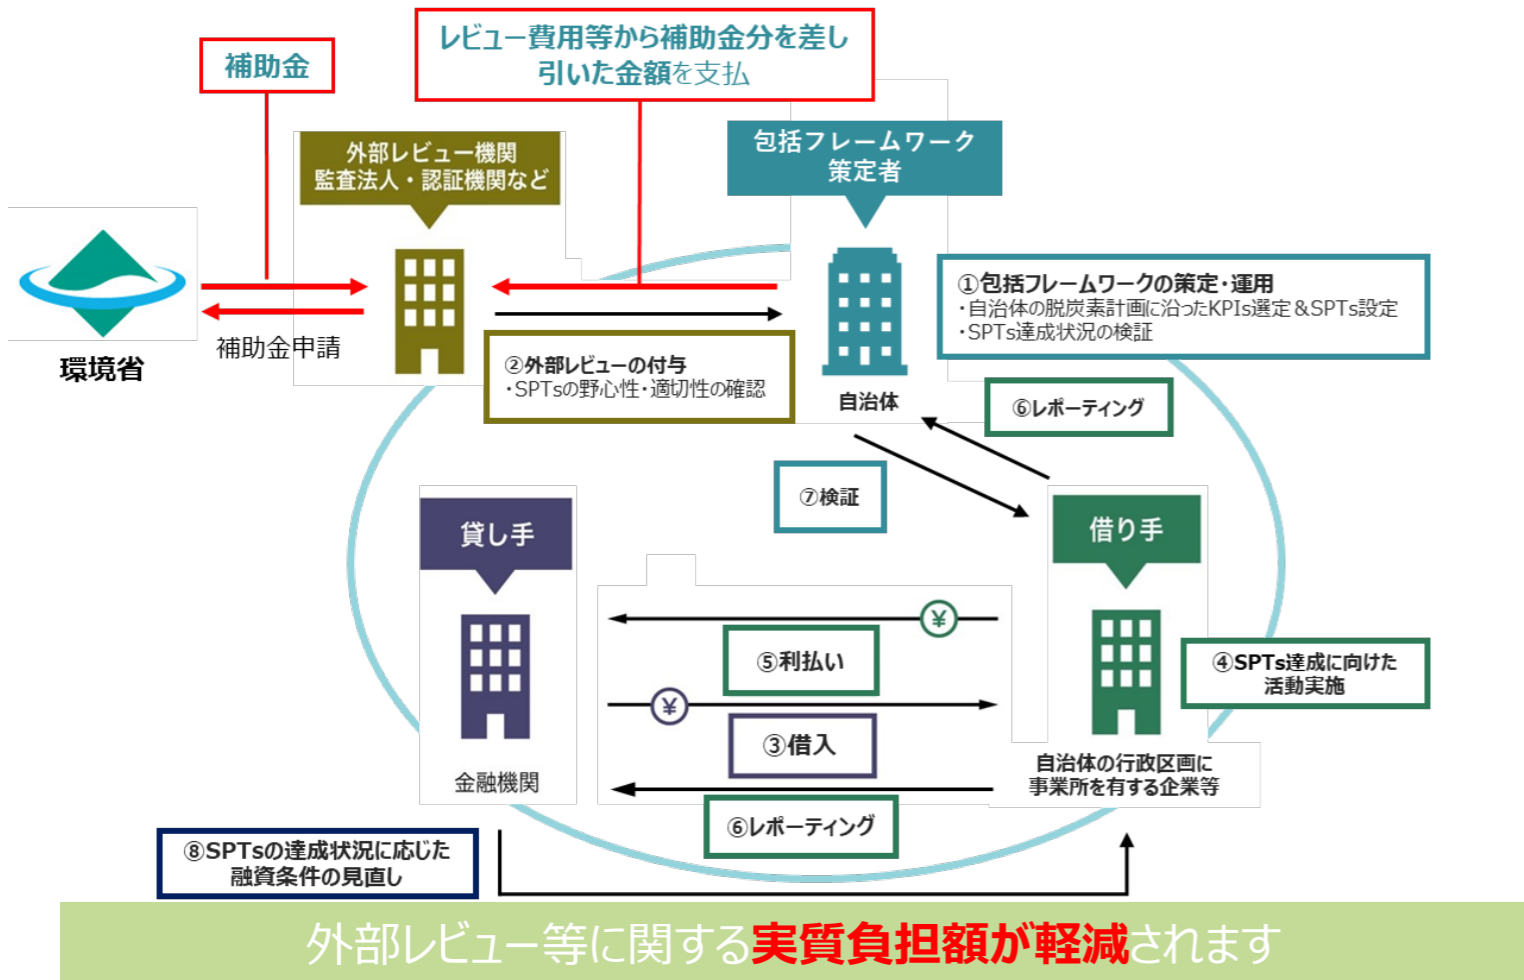 補助金
レビュー費用等から補助金分を差し
引いた金額を支払
外部レビュー機関
監査法人・認証機関など
包括フレームワーク
策定者
環境省
補助金申請
①包括フレームワークの策定・運用
・自治体の脱炭素計画に沿ったKPIs選定＆SPTs設定
・SPTs達成状況の検証
②外部レビューの付与
・SPTsの野心性・適切性の確認
自治体
⑥レポーティング
⑦検証
貸し手
借り手
¥
⑤利払い
¥
③借入
④SPTs達成に向けた
活動実施
金融機関
自治体の行政区画に
事業所を有する企業等
⑥レポーティング
⑧SPTsの達成状況に応じた
融資条件の見直し
外部レビュー等に関する実質負担額が軽減されます